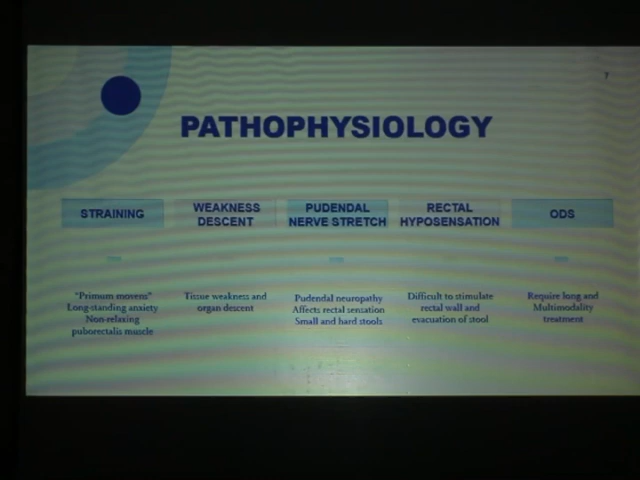 7
PATHOPHYSIOLOGY
STRAINING
"Primum movens"
Long-standing anxiety
Non-relaxing
puborectalis muscle
WEAKNESS
DESCENT
Tissue weakness and
organ descent
PUDENDAL
NERVE STRETCH
Pudendal neuropathy
Affects rectal sensation
Small and hard stools
RECTAL
HYPOSENSATION
Difficult to stimulate
rectal wall and
evacuation of stool
ODS
Require long and
Multimodality
treatment